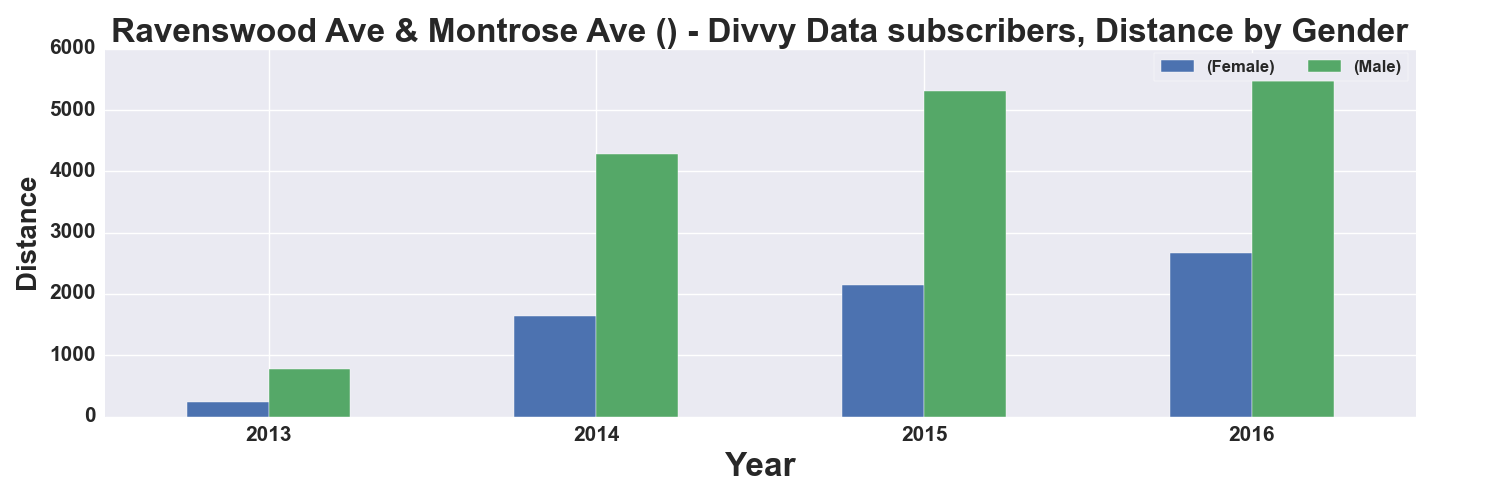 Ravenswood Ave & Montrose Ave () - Divvy Data subscribers, Distance by Gender
(Female) (Male)
6000
5000
4000
3000
2000
1000
0
Distance
2013 2014 2015 2016
Year